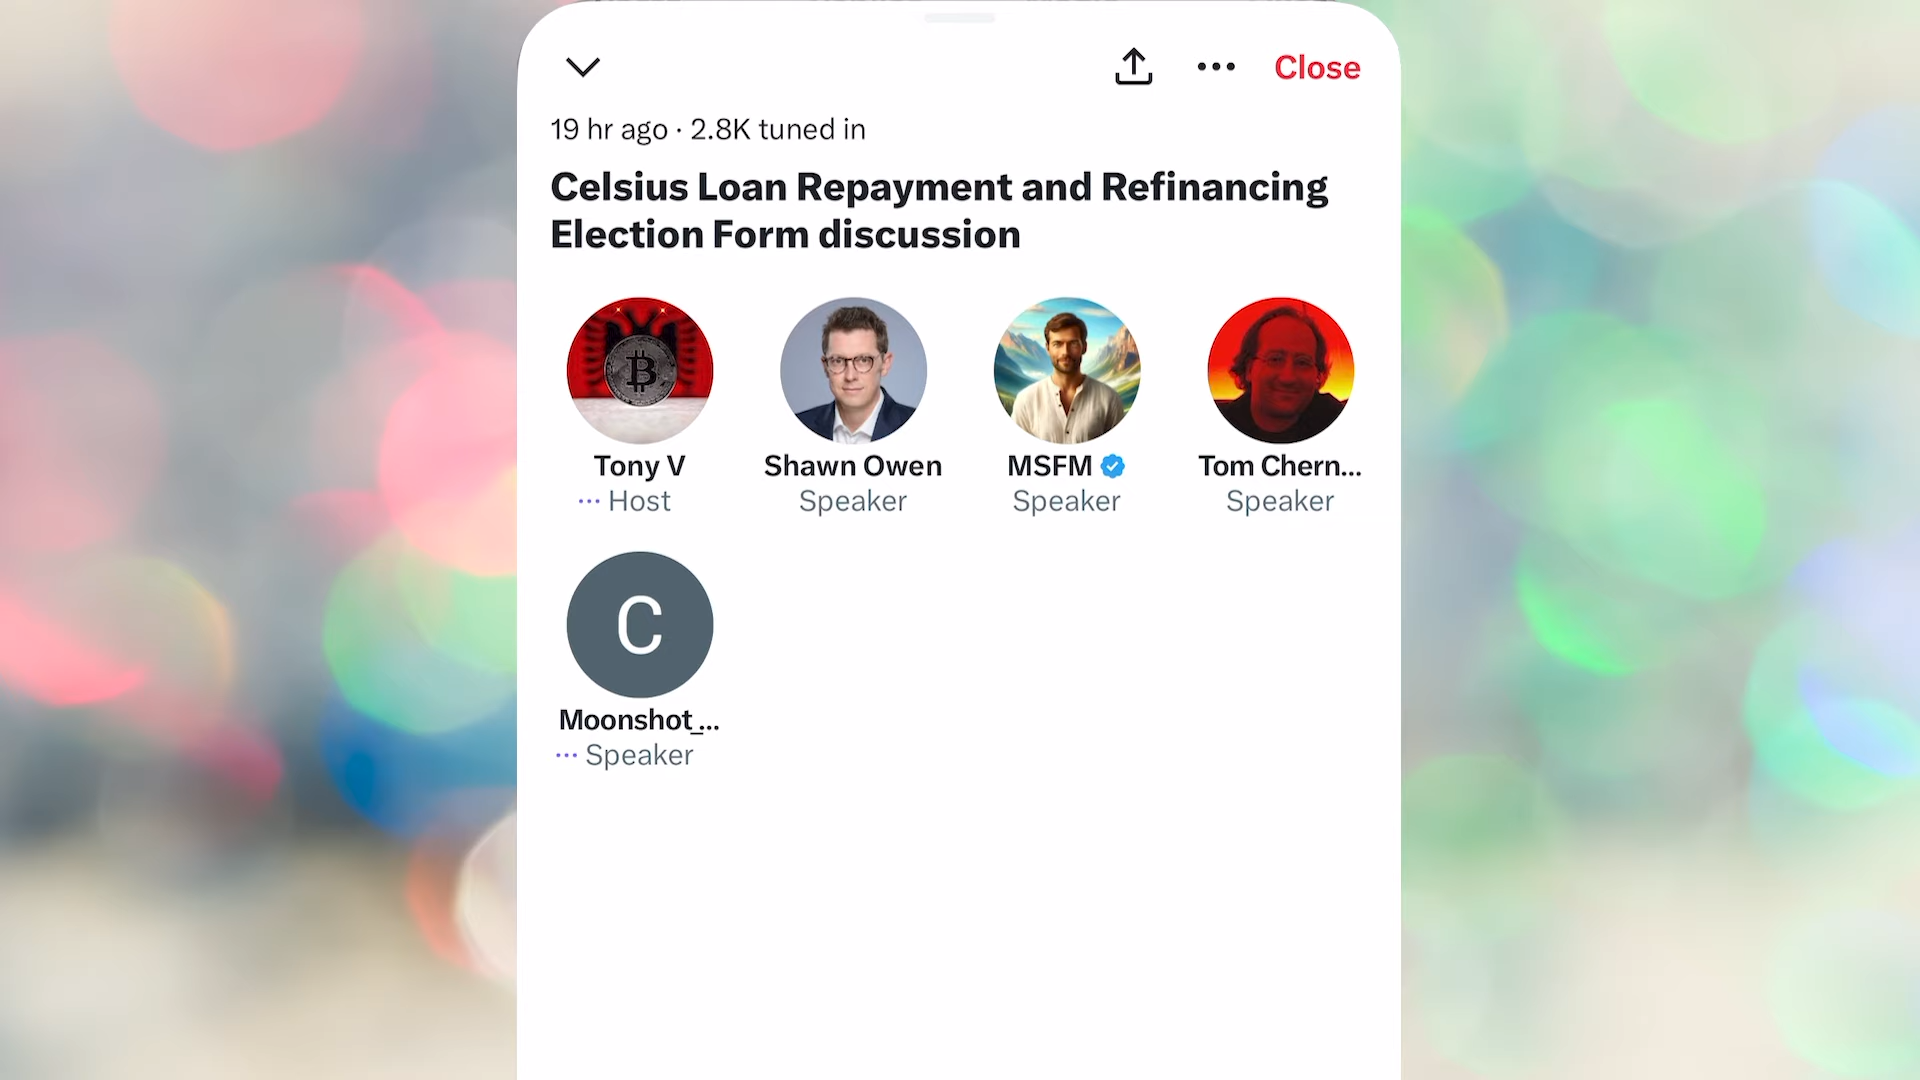 Close
19 hr ago · 2.8K tuned in
Celsius Loan Repayment and Refinancing
Election Form discussion
Tony V
Host
Shawn Owen
Speaker
MSFM
Speaker
Tom Chern...
Speaker
C
Moonshot_...
Speaker